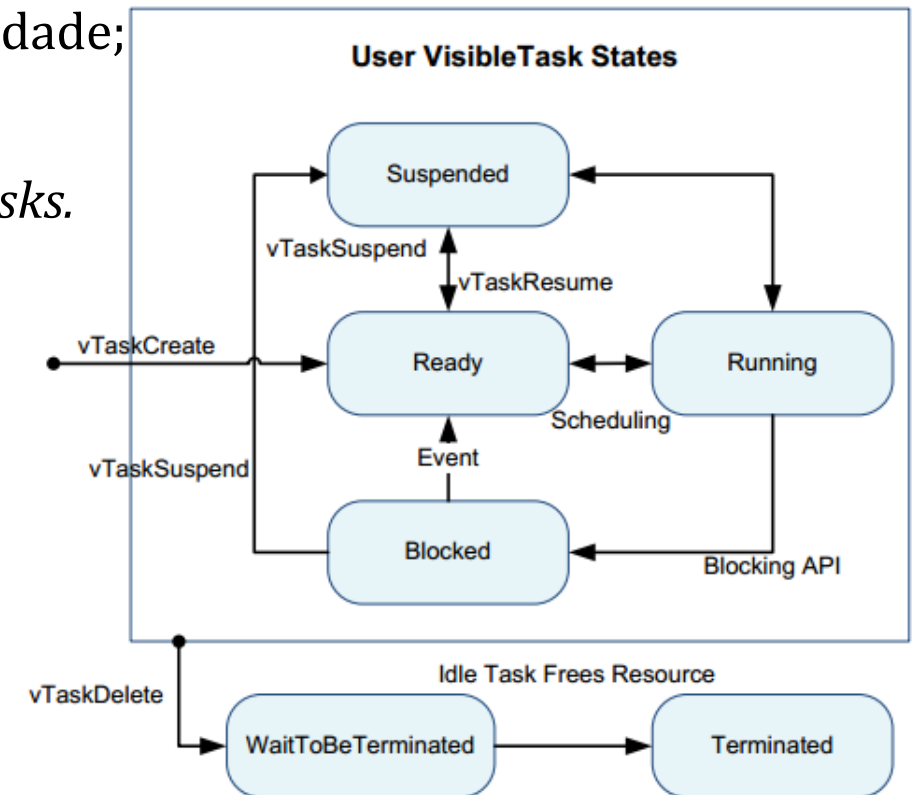 dade;
User VisibleTask States
Suspended
sks.
vTaskSuspend
vTaskResume
vTaskCreate
Ready
Running
Scheduling
Event
vTaskSuspend
Blocked
Blocking API
Idle Task Frees Resource
vTaskDelete
WaitToBeTerminated
Terminated